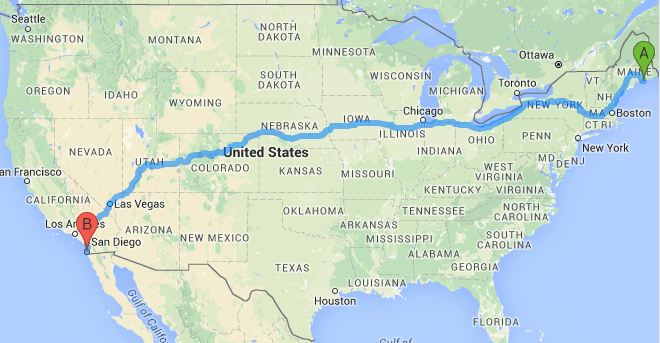 Seattle
WASHINGTON
MONTANA
NORTH
DAKOTA
MINNESOTA
Ottawa
A
MAINE
OREGON
IDAHO
WYOMING
SOUTH
DAKOTA
WISCONSIN
MICHIGAN
Toronto
VT
NH
NEW YORK
MA
Boston
CT RI
NEVADA
UTAH
COLORADO
NEBRASKA
IOWA
Chicago
ILLINOIS
INDIANA
OHIO
PENN
New York
MD
DE
NJ
United States
an Francisco
CALIFORNIA
Las Vegas
KANSAS
MISSOURI
WEST
VIRGINIA
KENTUCKY
VIRGINIA
B
Los Angeles
San Diego
ARIZONA
NEW MEXICO
OKLAHOMA
ARKANSAS
TENNESSEE
NORTH
CAROLINA
MISSISSIPPI
SOUTH
CAROLINA
ALABAMA
GEORGIA
TEXAS
LOUISIANA
Houston
FLORIDA
Gulf of Califo
Gulf of